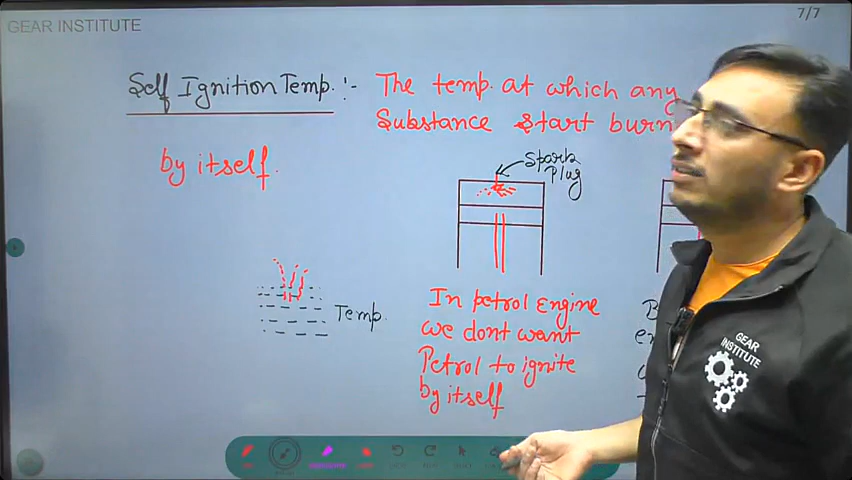 GEAR INSTITUTE
7/7
Self Ignition Temp. :- The temp. at which any
Substance start burn
by itself.
Spark
Plug
Temp.
In petrol engine
we dont want
Petrol to ignite
by itself
B
e
GEAR
INSTITUTE